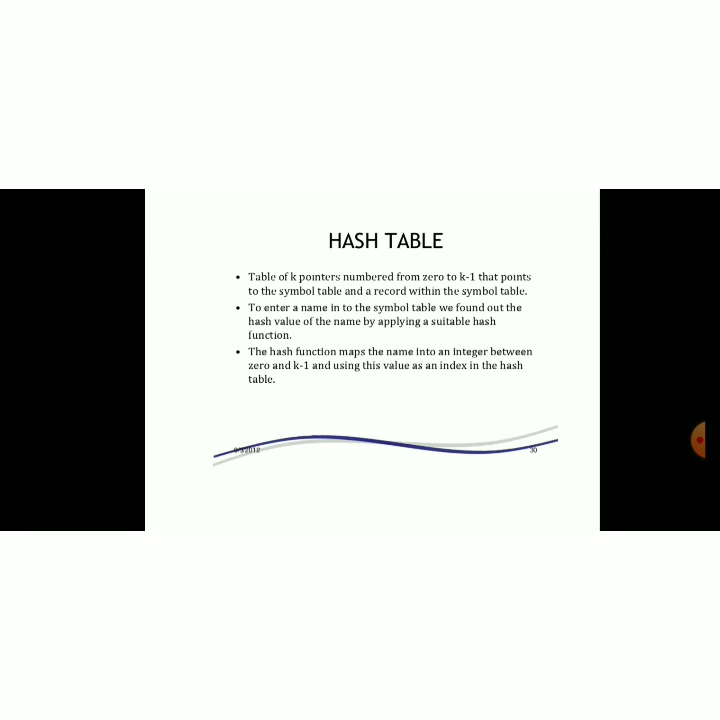 HASH TABLE
• Table of k pointers numbered from zero to k-1 that points
to the symbol table and a record within the symbol table.
• To enter a name in to the symbol table we found out the
hash value of the name by applying a suitable hash
function.
• The hash function maps the name into an integer between
zero and k-1 and using this value as an index in the hash
table.
30